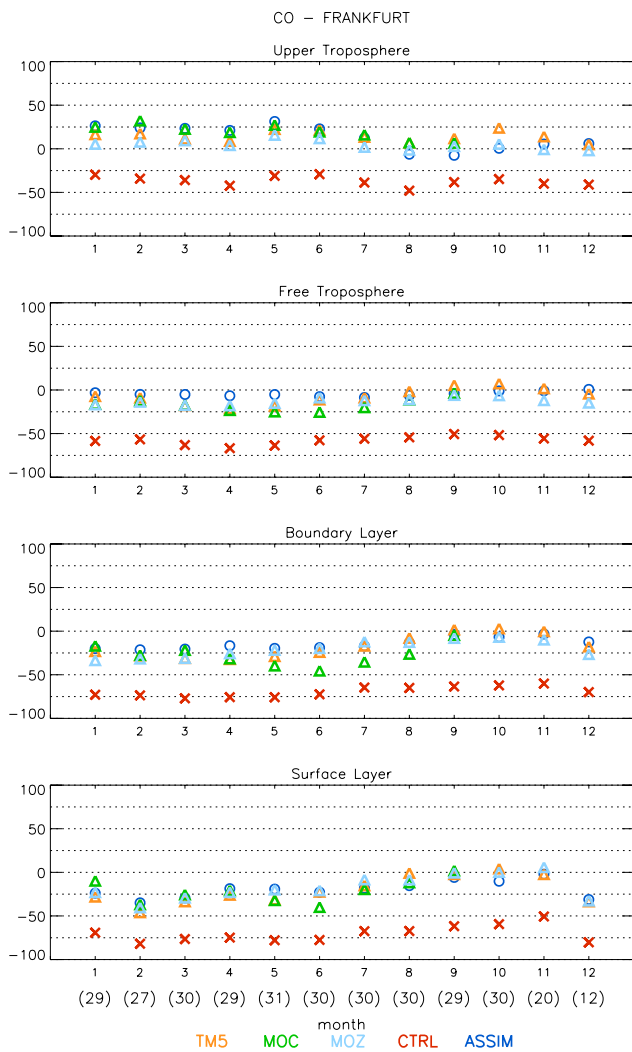 CO – FRANKFURT
Upper Troposphere
100
50
0
−50
−100
1 2 3 4 5 6 7 8 9 10 11 12
Free Troposphere
100
50
0
−50
−100
1 2 3 4 5 6 7 8 9 10 11 12
Boundary Layer
100
50
0
−50
−100
1 2 3 4 5 6 7 8 9 10 11 12
Surface Layer
100
50
0
−50
−100
1 2 3 4 5 6 7 8 9 10 11 12
(29) (27) (30) (29) (31) (30) (30) (30) (29) (30) (20) (12)
month
TM5 MOC MOZ CTRL ASSIM